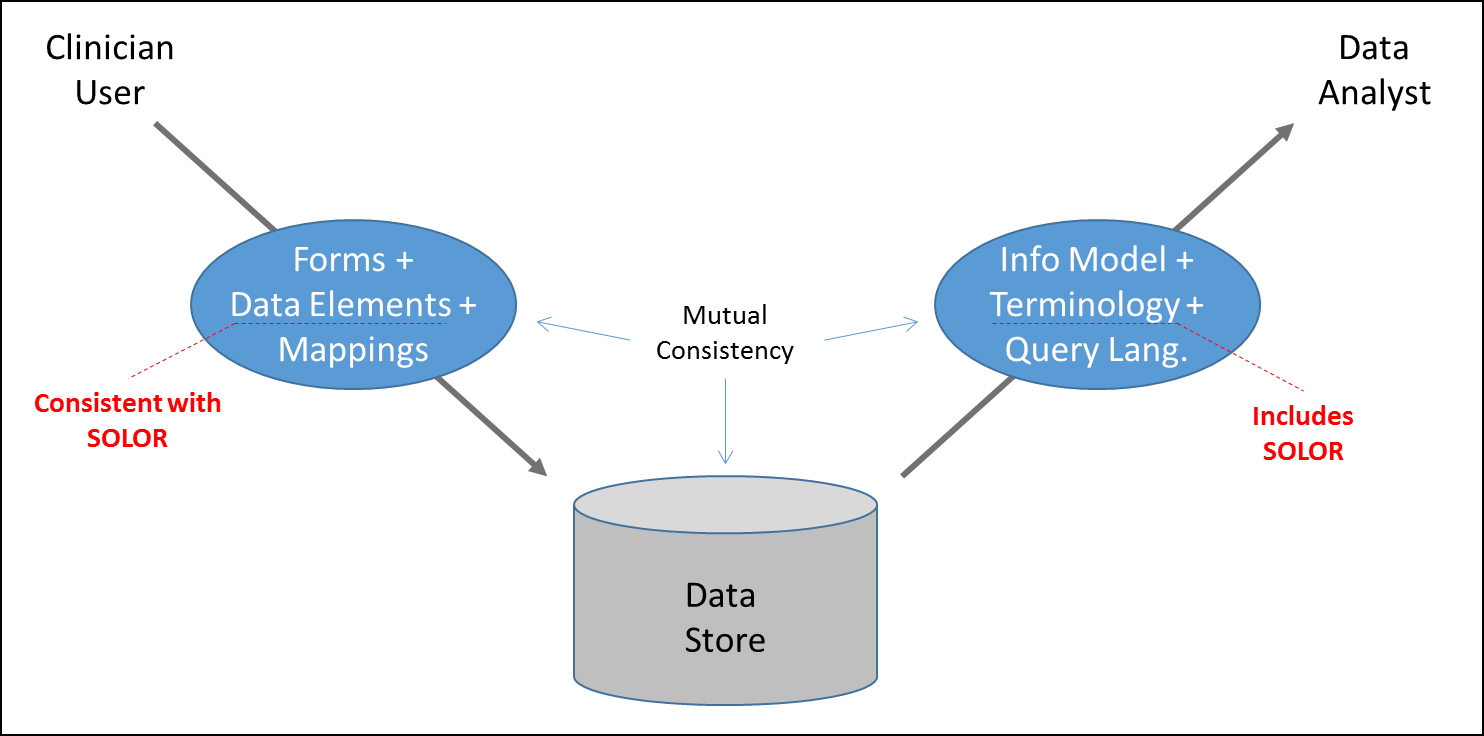 Clinician
User
Data
Analyst
Forms +
Data Elements +
Mappings
Info Model +
Terminology +
Query Lang.
Mutual
Consistency
Consistent with
SOLOR
Includes
SOLOR
Data
Store